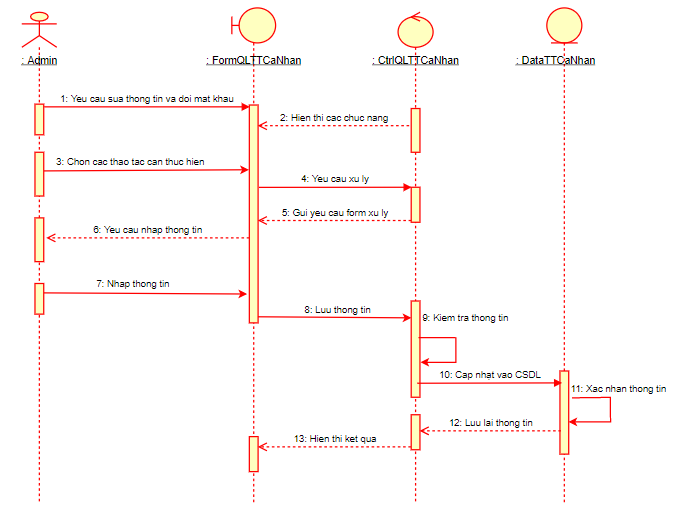 : Admin
: FormQLTTCaNhan
: CtrlQLTTCaNhan
: DataTTCaNhan
1: Yeu cau sua thong tin va doi mat khau
2: Hien thi cac chuc nang
3: Chon cac thao tac can thuc hien
4: Yeu cau xu ly
5: Gui yeu cau form xu ly
6: Yeu cau nhap thong tin
7: Nhap thong tin
8: Luu thong tin
9: Kiem tra thong tin
10: Cap nhat vao CSDL
11: Xac nhan thong tin
12: Luu lai thong tin
13: Hien thi ket qua